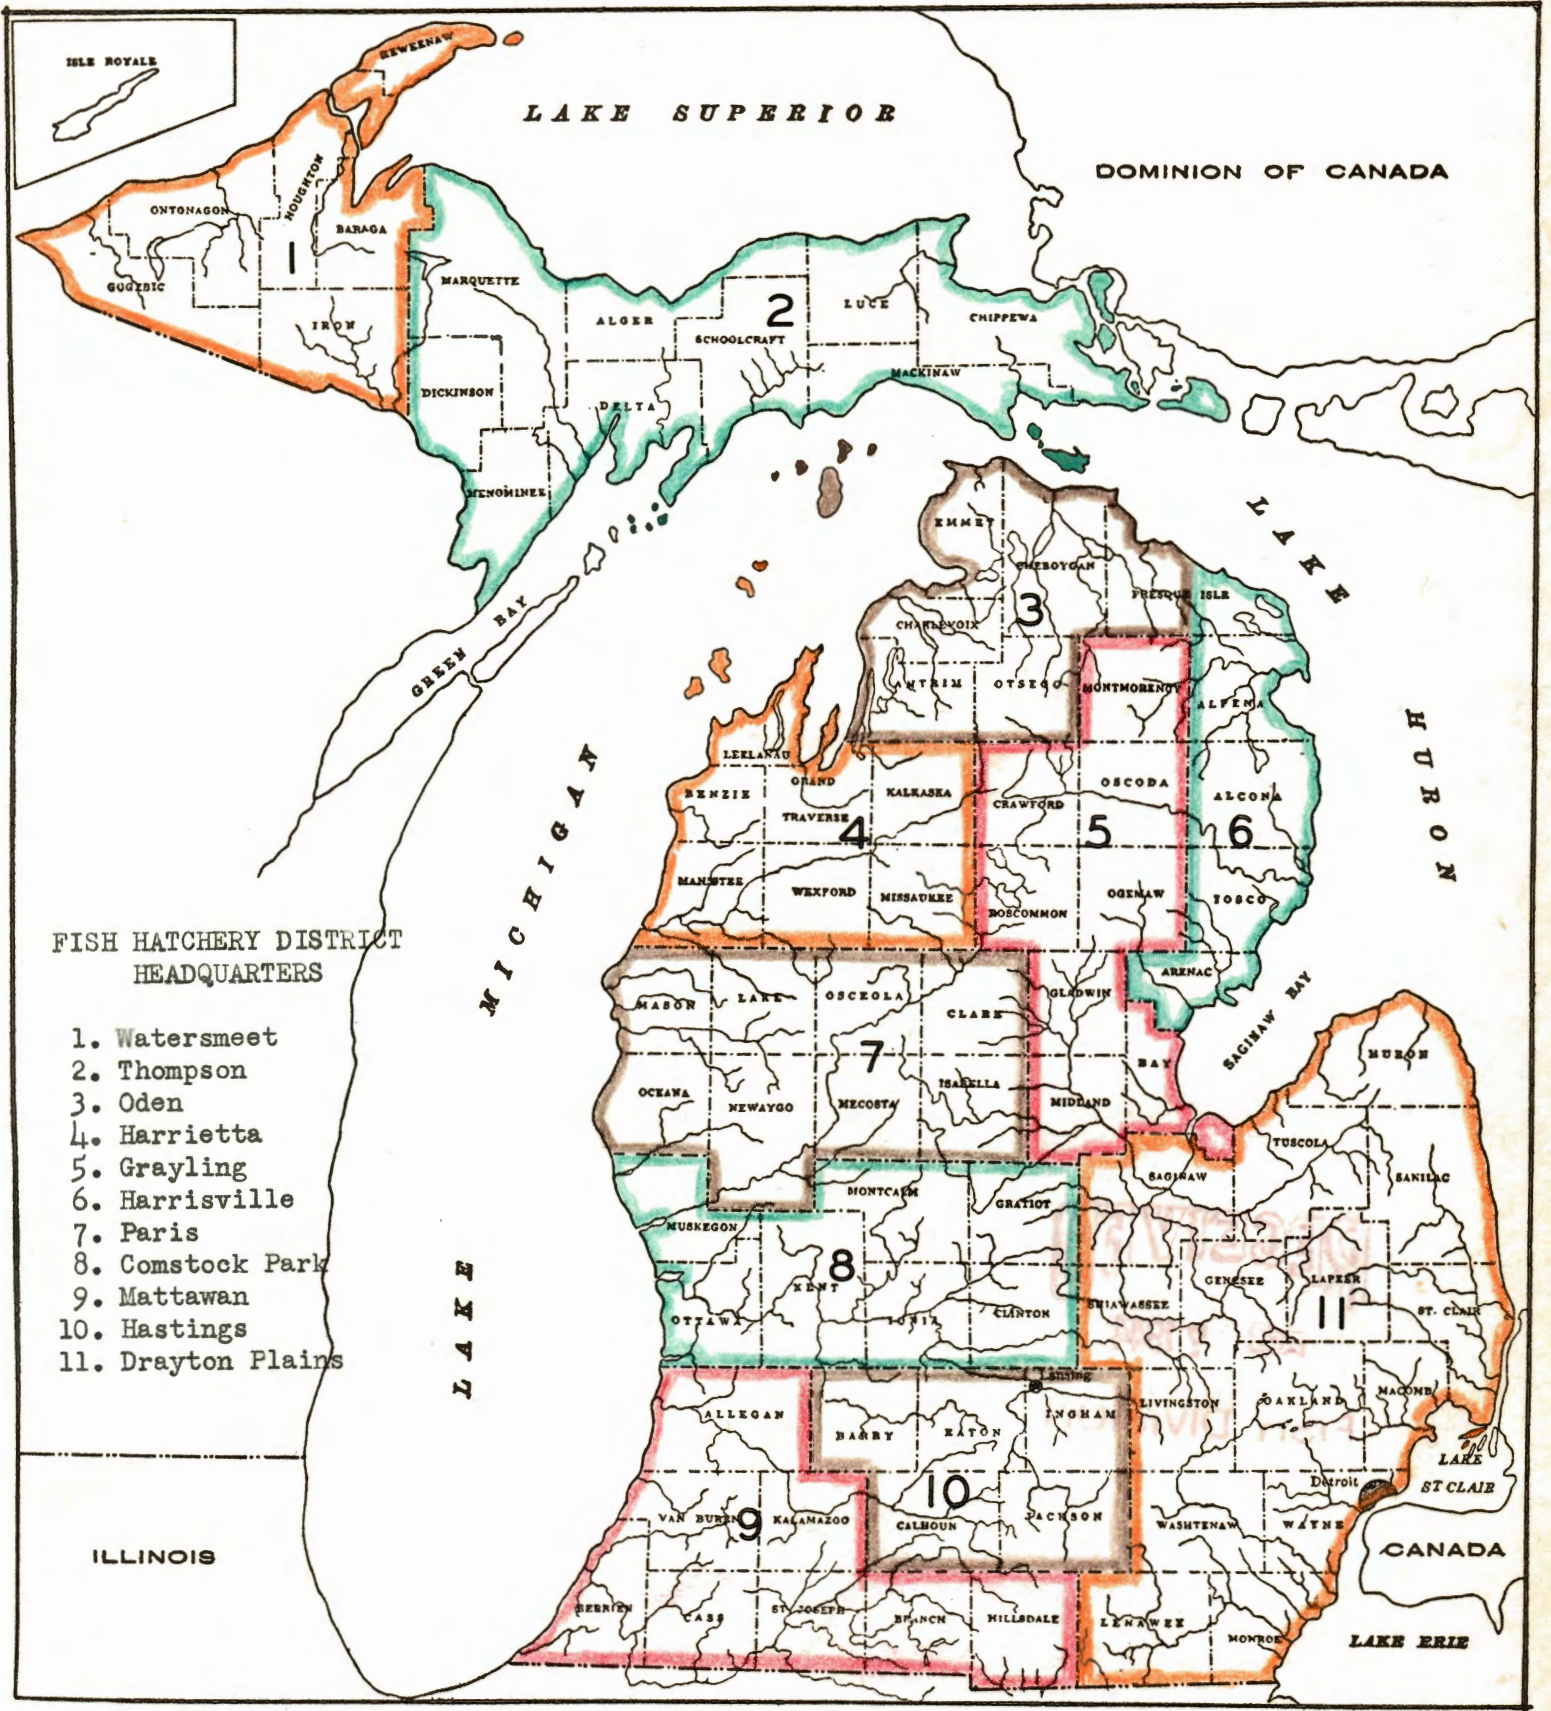 ISLE ROYALE
KEWEENAW
LAKE SUPERIOR
DOMINION OF CANADA
HOUGHTON
ONTONAGON
BARAGA
1
GOGEBIC
IRON
MARQUETTE
ALGER
2
SCHOOLCRAFT
LUCE
CHIPPEWA
MACKINAW
DICKINSON
DELTA
MENOMINEE
GREEN BAY
LAKE HURON
EMMET
CHEBOYGAN
PRESQUE ISLE
3
CHARLEVOIX
ANTRIM
OTSEGO
MONTMORENCY
ALPENA
LEELANAU
GRAND
TRAVERSE
BENZIE
KALKASKA
4
CRAWFORD
OSCODA
5
ALCONA
6
MANISTEE
WEXFORD
MISSAUKEE
ROSCOMMON
OGEMAW
IOSCO
LAKE MICHIGAN
FISH HATCHERY DISTRICT
HEADQUARTERS
1. Watersmeet
2. Thompson
3. Oden
4. Harrietta
5. Grayling
6. Harrisville
7. Paris
8. Comstock Park
9. Mattawan
10. Hastings
11. Drayton Plains
MASON
LAKE
OSCEOLA
CLARE
GLADWIN
ARENAC
SAGINAW BAY
7
OCEANA
NEWAYGO
MECOSTA
ISABELLA
MIDLAND
BAY
HURON
TUSCOLA
SANILAC
SAGINAW
MUSKEGON
MONTCALM
GRATIOT
8
KENT
OTTAWA
IONIA
CLINTON
SHIAWASSEE
GENESEE
LAPEER
11
ST. CLAIR
Lansing
ALLEGAN
BARRY
EATON
INGHAM
LIVINGSTON
OAKLAND
MACOMB
LAKE
ST CLAIR
VAN BUREN
9
KALAMAZOO
10
CALHOUN
JACKSON
WASHTENAW
WAYNE
Detroit
CANADA
ILLINOIS
BERRIEN
CASS
ST. JOSEPH
BRANCH
HILLSDALE
LENAWEE
MONROE
LAKE ERIE